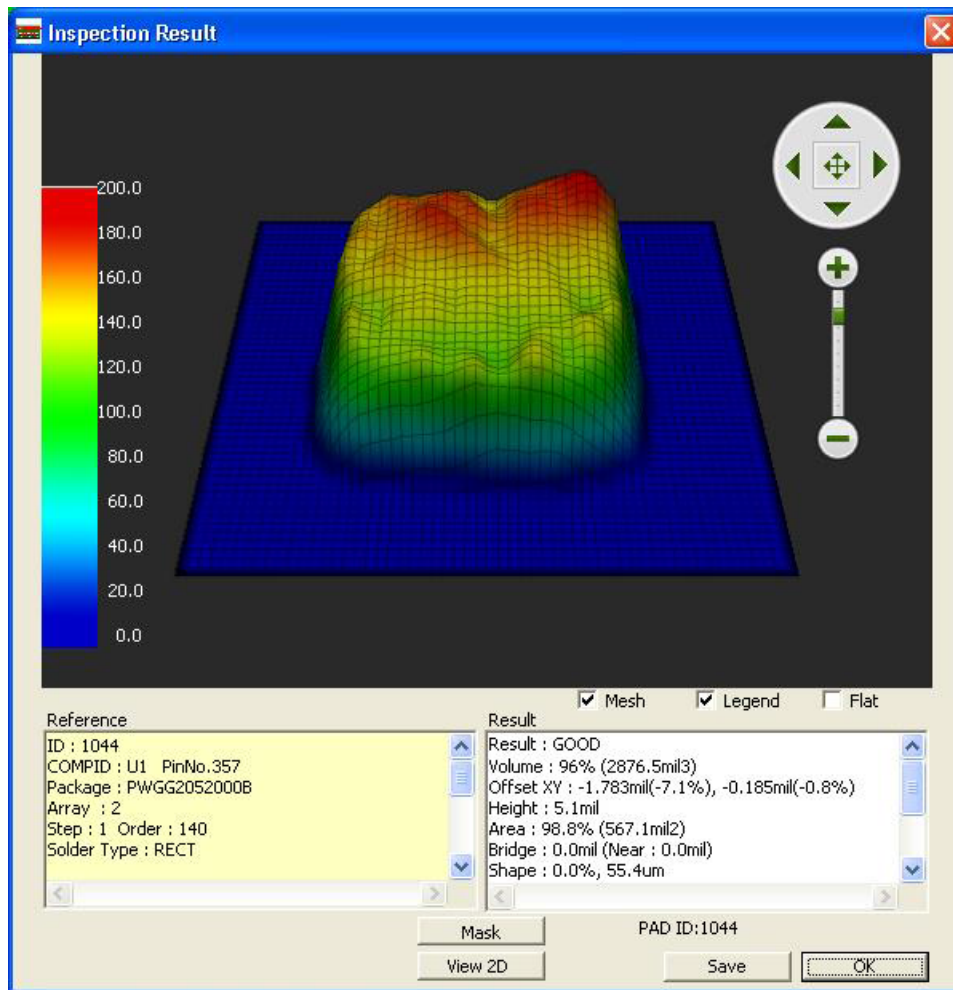 Inspection Result
200.0
180.0
160.0
140.0
120.0
100.0
80.0
60.0
40.0
20.0
0.0
Mesh
Legend
Flat
Reference
ID : 1044
COMPID : U1 PinNo.357
Package : PWGG2052000B
Array : 2
Step : 1 Order : 140
Solder Type : RECT
Result
Result : GOOD
Volume : 96% (2876.5mil3)
Offset XY : -1.783mil(-7.1%), -0.185mil(-0.8%)
Height : 5.1mil
Area : 98.8% (567.1mil2)
Bridge : 0.0mil (Near : 0.0mil)
Shape : 0.0%, 55.4um
Mask
PAD ID:1044
View 2D
Save
OK